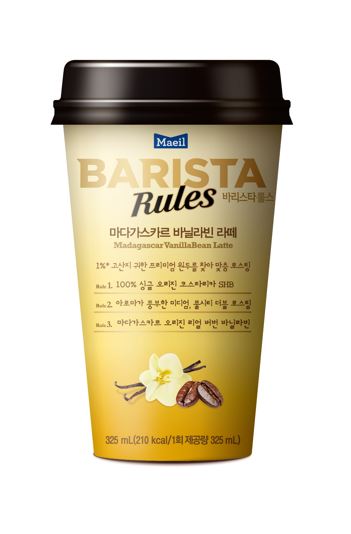 Maeil
BARISTA
Rules 바리스타룰스
마다가스카르 바닐라빈 라떼
Madagascar VanillaBean Latte
1%* 고산지 귀한 프리미엄 원두를 찾아 맞춤 로스팅
Rule 1. 100% 싱글 오리진 코스타리카 SHB
Rule 2. 아로마가 풍부한 미디엄, 풀시티 더블 로스팅
Rule 3. 마다가스카르 오리진 리얼 버번 바닐라빈
325 mL(210 kcal/1회 제공량 325 mL)